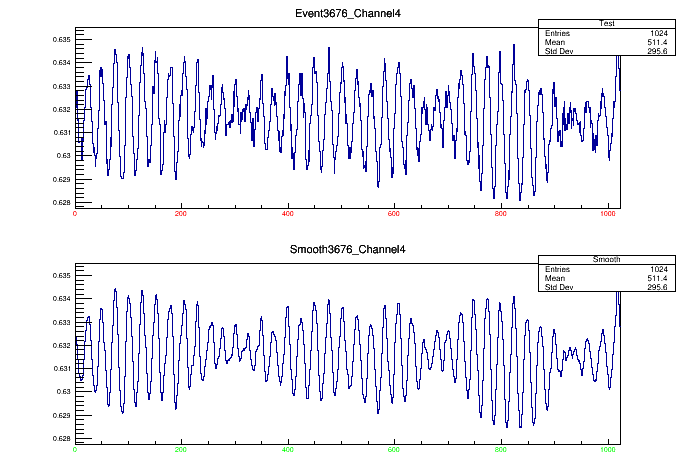 Event3676_Channel4
Test
Entries 1024
Mean 511.4
Std Dev 295.6
0.635
0.634
0.633
0.632
0.631
0.63
0.629
0.628
0 200 400 600 800 1000
Smooth3676_Channel4
Smooth
Entries 1024
Mean 511.4
Std Dev 295.6
0.635
0.634
0.633
0.632
0.631
0.63
0.629
0.628
0 200 400 600 800 1000